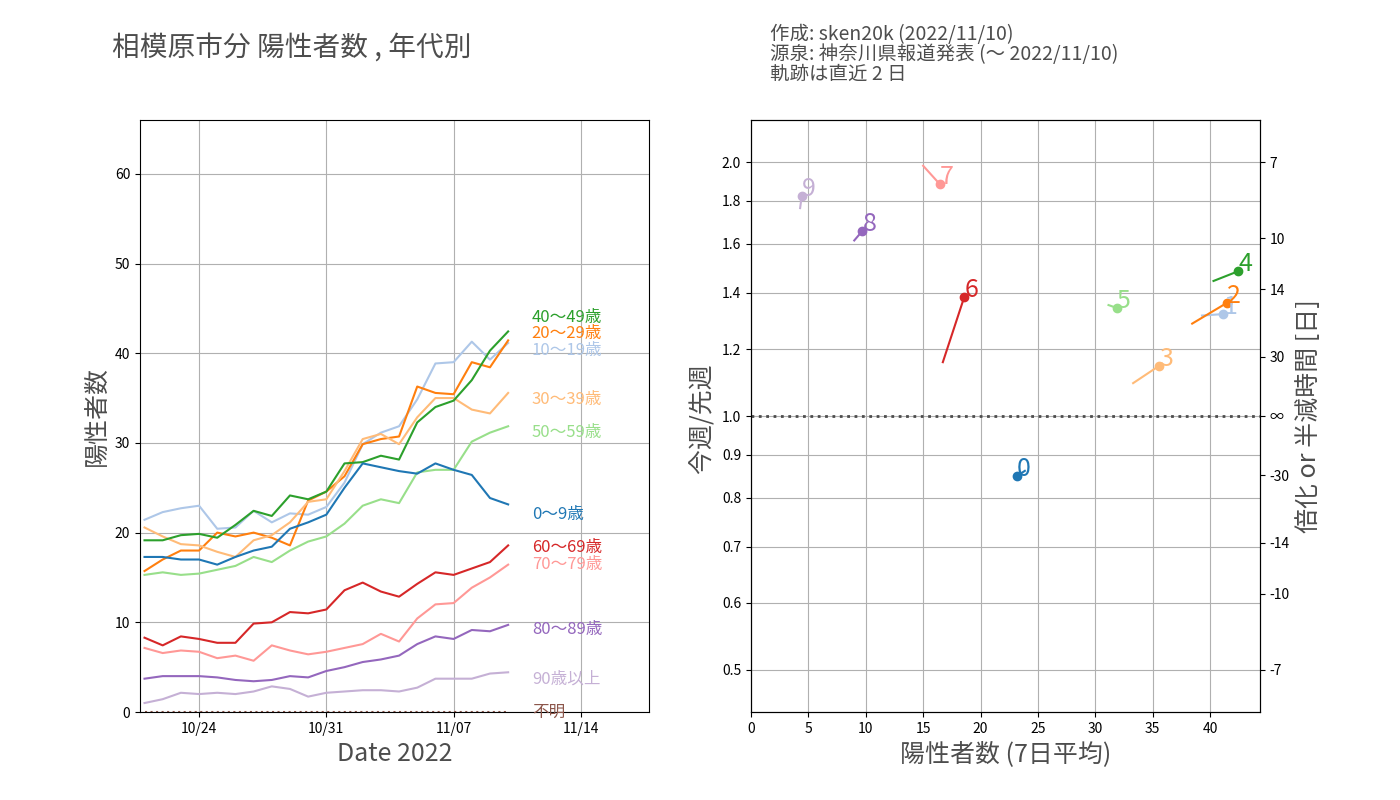 相模原市分 陽性者数 , 年代別
作成: sken20k (2022/11/10)
源泉: 神奈川県報道発表 (〜 2022/11/10)
軌跡は直近 2 日
陽性者数
60
50
40
30
20
10
0
10/24
10/31
11/07
11/14
Date 2022
40〜49歳
20〜29歳
10〜19歳
30〜39歳
50〜59歳
0〜9歳
60〜69歳
70〜79歳
80〜89歳
90歳以上
不明
今週/先週
2.0
1.8
1.6
1.4
1.2
1.0
0.9
0.8
0.7
0.6
0.5
9
7
8
4
6
2
1
5
3
0
7
10
14
30
∞
-30
-14
-10
-7
倍化 or 半減時間 [日]
0
5
10
15
20
25
30
35
40
陽性者数 (7日平均)